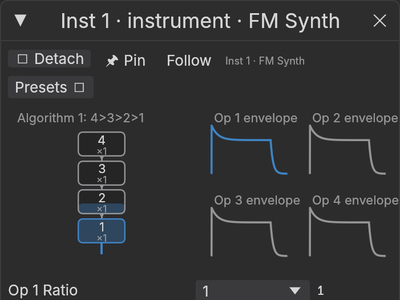 ▼ Inst 1 · instrument · FM Synth ×
Detach Pin Follow Inst 1 · FM Synth
Presets
Algorithm 1: 4>3>2>1
Op 1 envelope Op 2 envelope
4
×1
3
×1
2
×1
1
×1
Op 3 envelope Op 4 envelope
Op 1 Ratio 1 ▼ 1